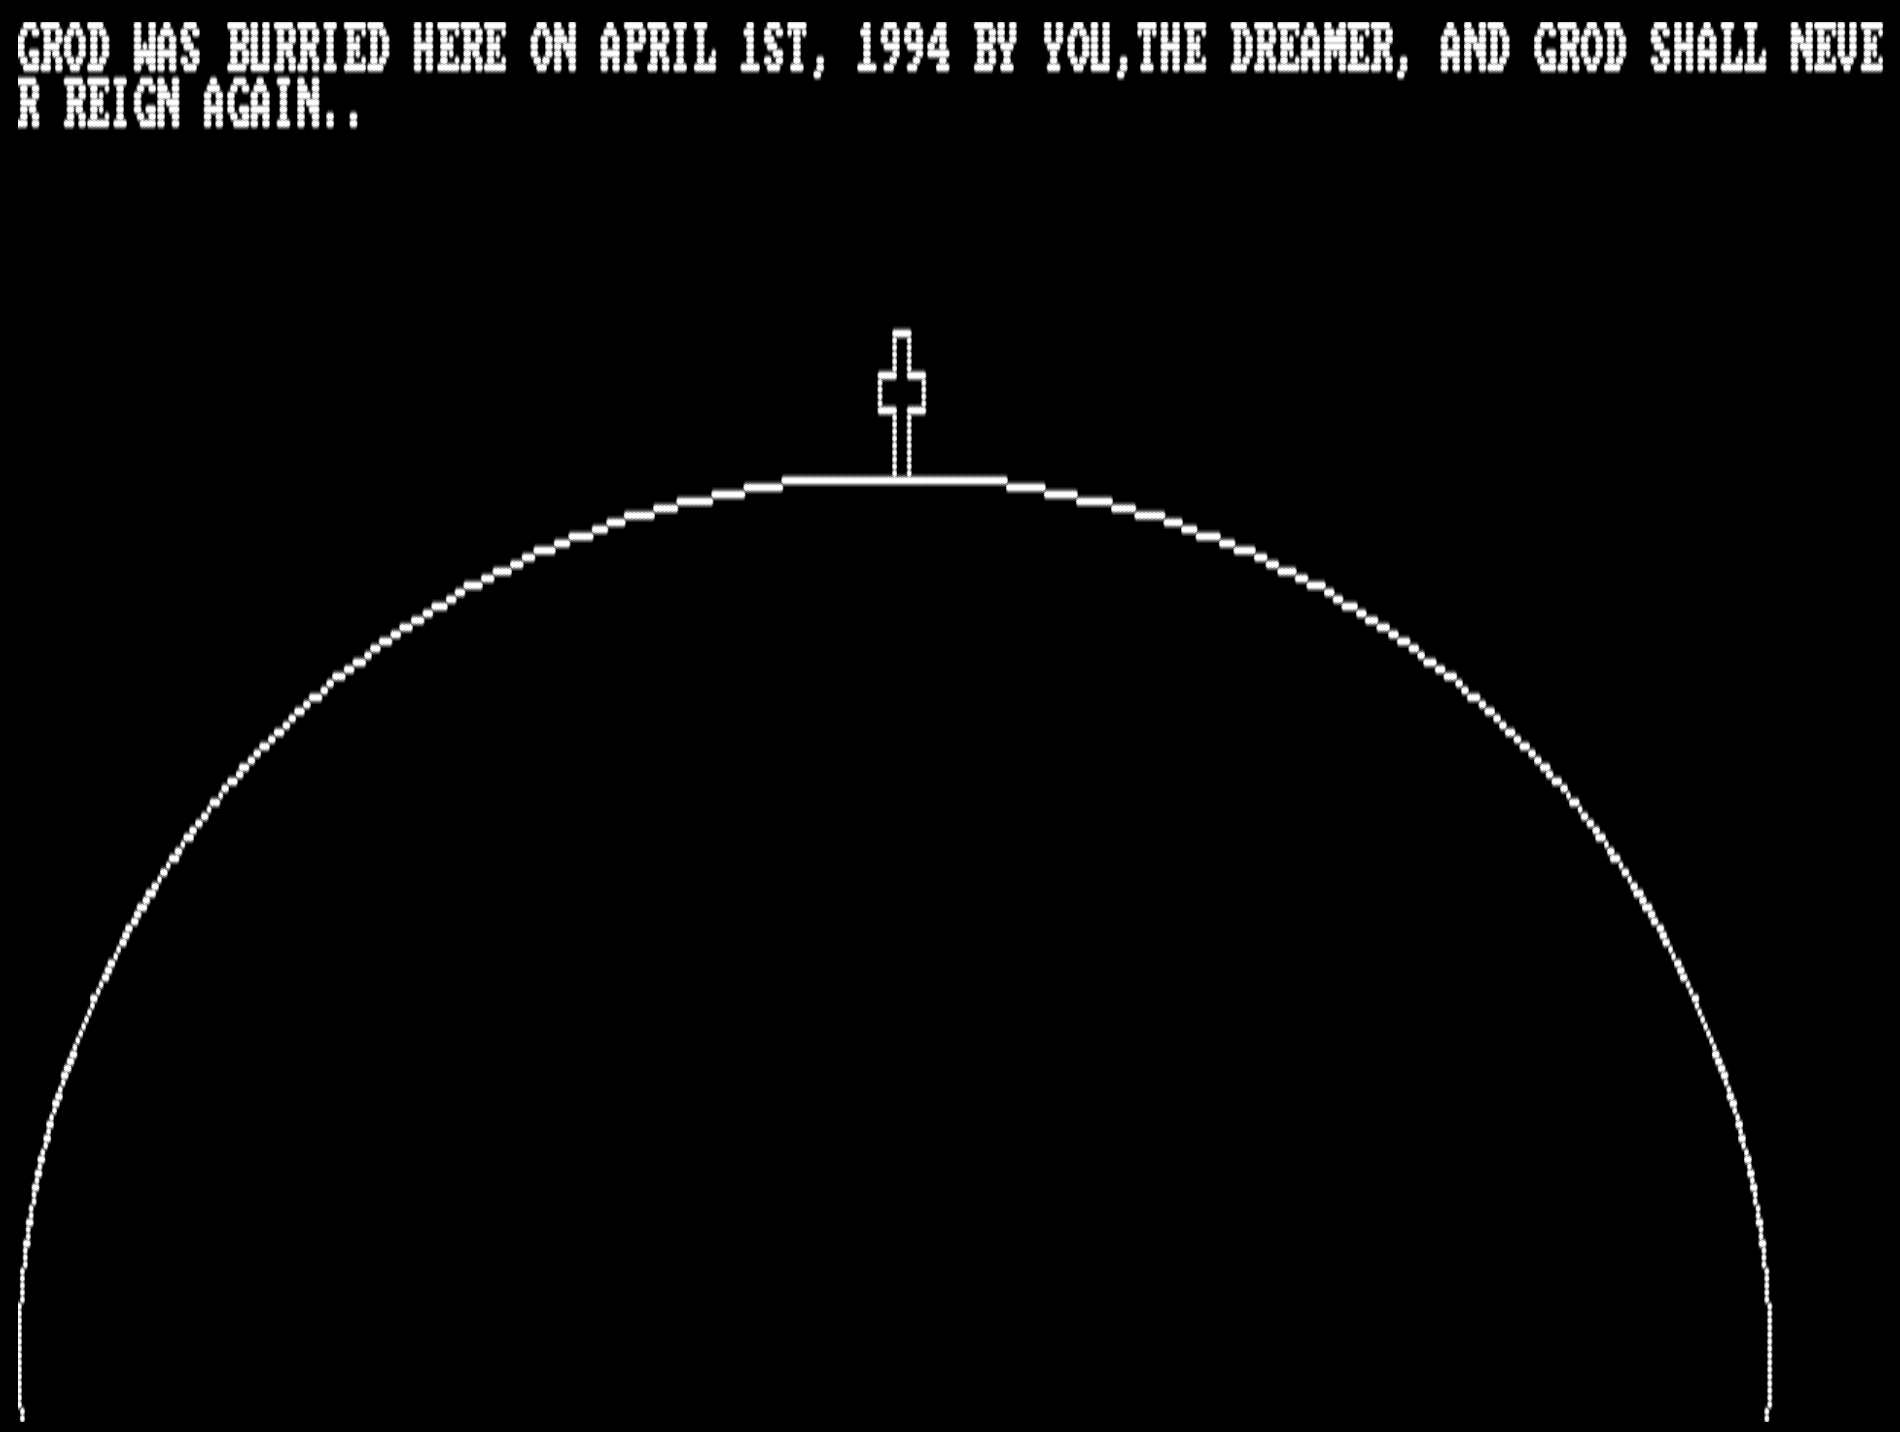 GROD WAS BURRIED HERE ON APRIL 1ST, 1994 BY YOU,THE DREAMER, AND GROD SHALL NEVE
R REIGN AGAIN..